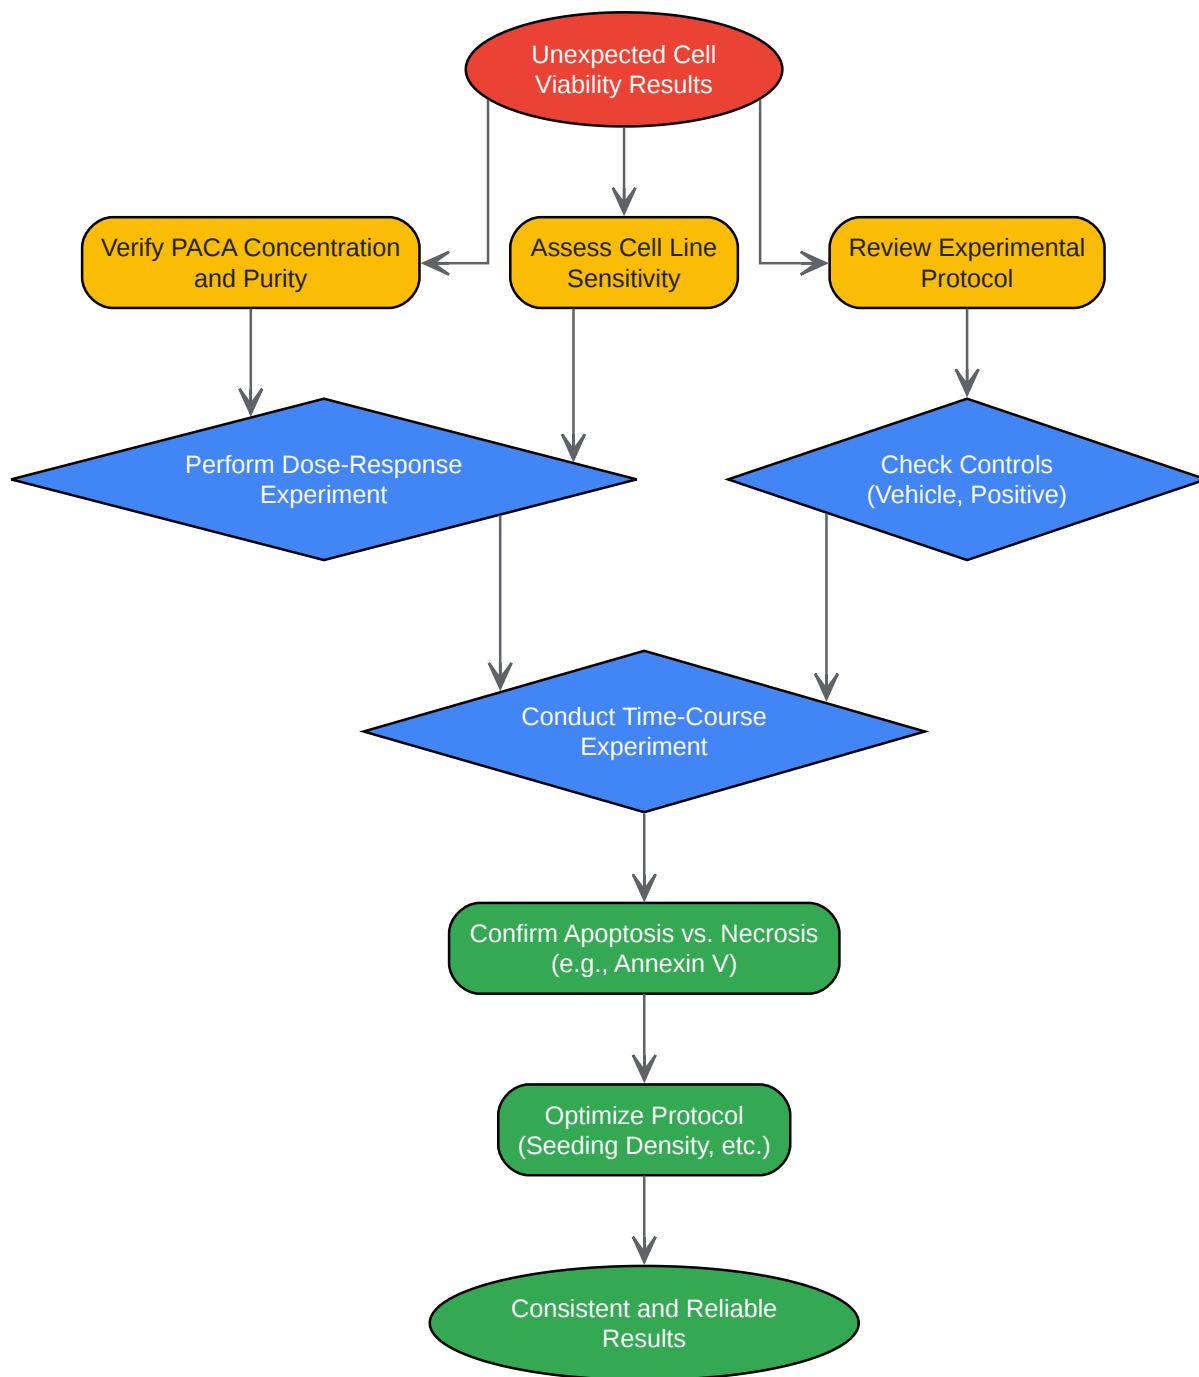 Unexpected Cell
Viability Results
Verify PACA Concentration
and Purity
Assess Cell Line
Sensitivity
Review Experimental
Protocol
Perform Dose-Response
Experiment
Check Controls
(Vehicle, Positive)
Conduct Time-Course
Experiment
Confirm Apoptosis vs. Necrosis
(e.g., Annexin V)
Optimize Protocol
(Seeding Density, etc.)
Consistent and Reliable
Results